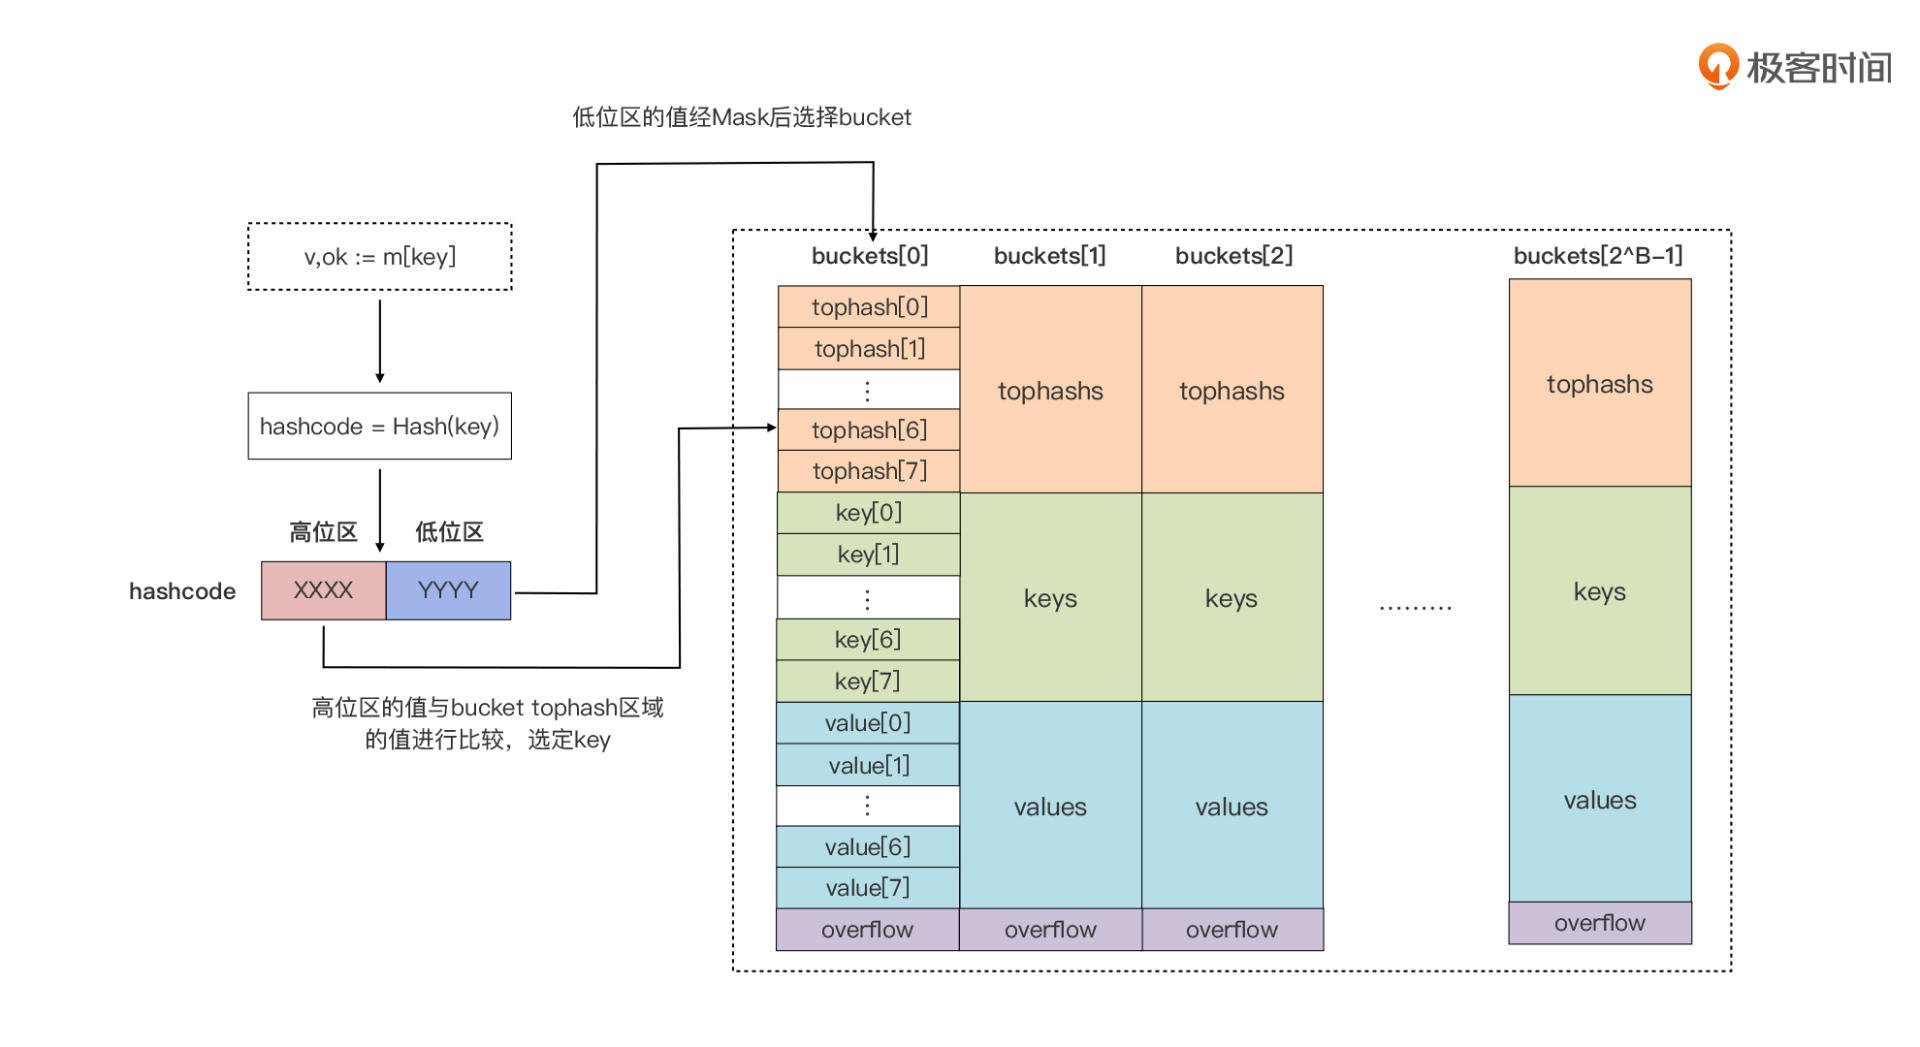 极客时间
低位区的值经Mask后选择bucket
v,ok := m[key]
hashcode = Hash(key)
高位区 低位区
hashcode XXXX YYYY
高位区的值与bucket tophash区域
的值进行比较，选定key
buckets[0] buckets[1] buckets[2] buckets[2^B-1]
tophash[0]
tophash[1]
⋮
tophash[6]
tophash[7]
key[0]
key[1]
⋮
key[6]
key[7]
value[0]
value[1]
⋮
value[6]
value[7]
overflow
tophashs
keys
values
overflow
tophashs
keys
values
overflow
………
tophashs
keys
values
overflow